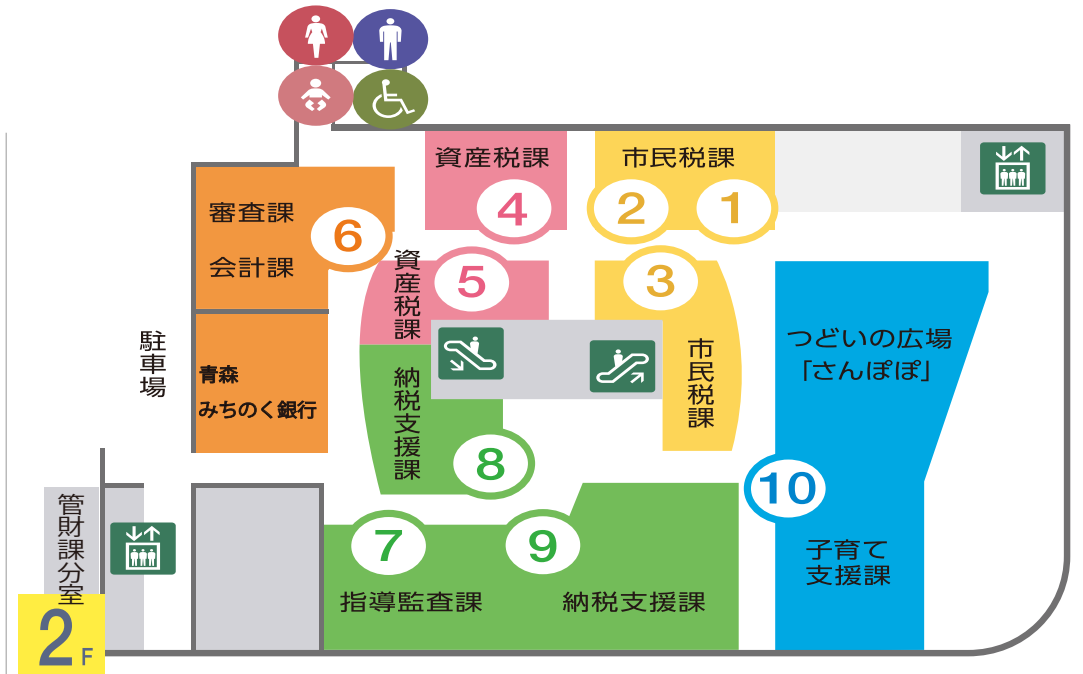 資産税課
4
市民税課
2
1
審査課
6
会計課
資産税課
5
3
市民税課
つどいの広場
「さんぽぽ」
駐車場
青森
みちのく銀行
納税支援課
8
10
管財課分室
7
9
指導監査課
納税支援課
子育て
支援課
2F